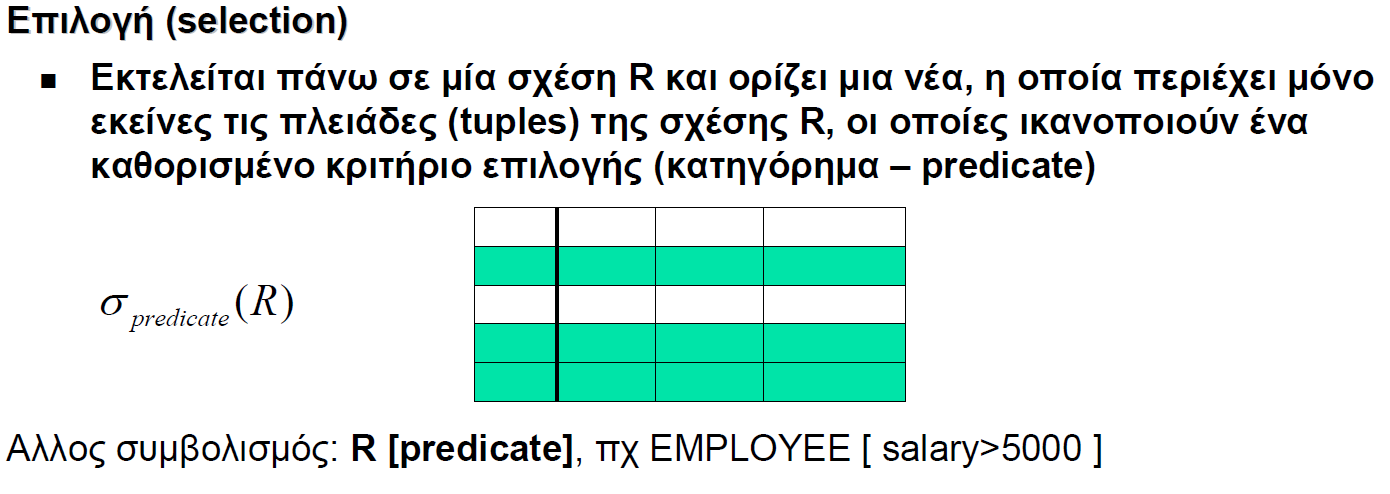 Επιλογή (selection)
▪ Εκτελείται πάνω σε μία σχέση R και ορίζει μια νέα, η οποία περιέχει μόνο
εκείνες τις πλειάδες (tuples) της σχέσης R, οι οποίες ικανοποιούν ένα
καθορισμένο κριτήριο επιλογής (κατηγόρημα – predicate)
σ predicate (R)
Αλλος συμβολισμός: R [predicate], πχ EMPLOYEE [ salary>5000 ]